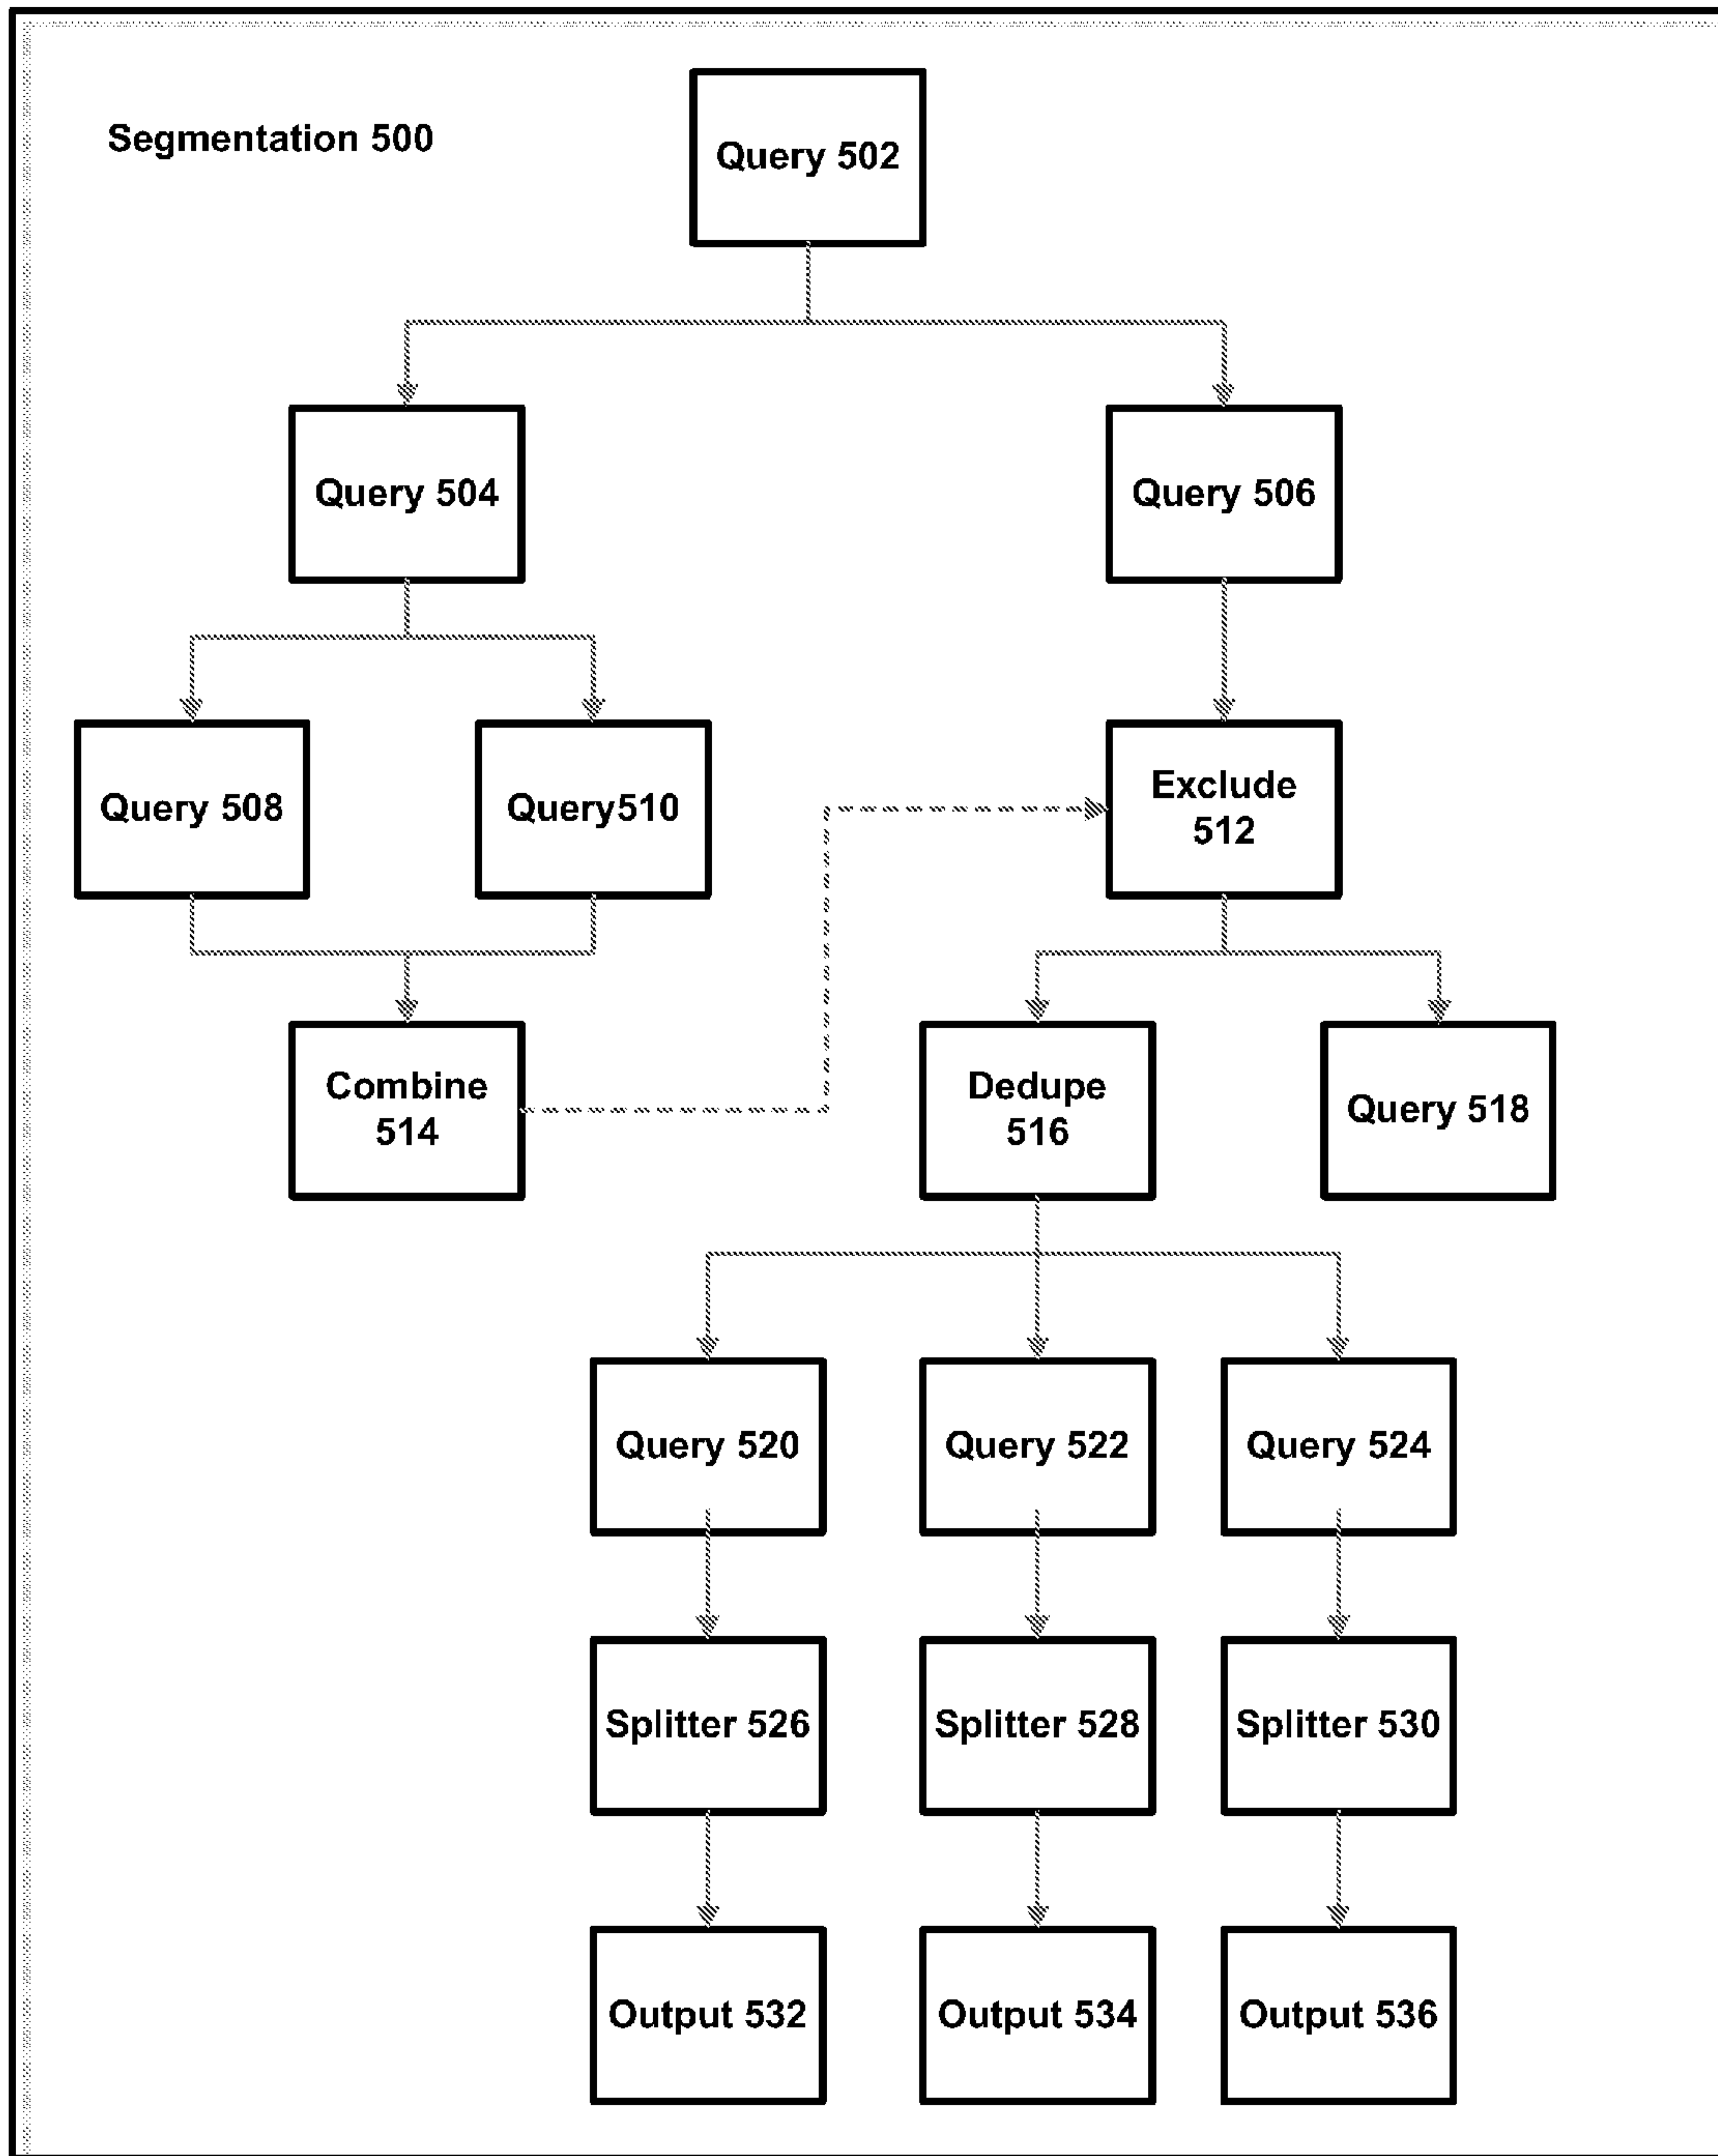 Segmentation 500
Query 502
Query 504
Query 506
Query 508
Query510
Exclude
512
Combine
514
Dedupe
516
Query 518
Query 520
Query 522
Query 524
Splitter 526
Splitter 528
Splitter 530
Output 532
Output 534
Output 536